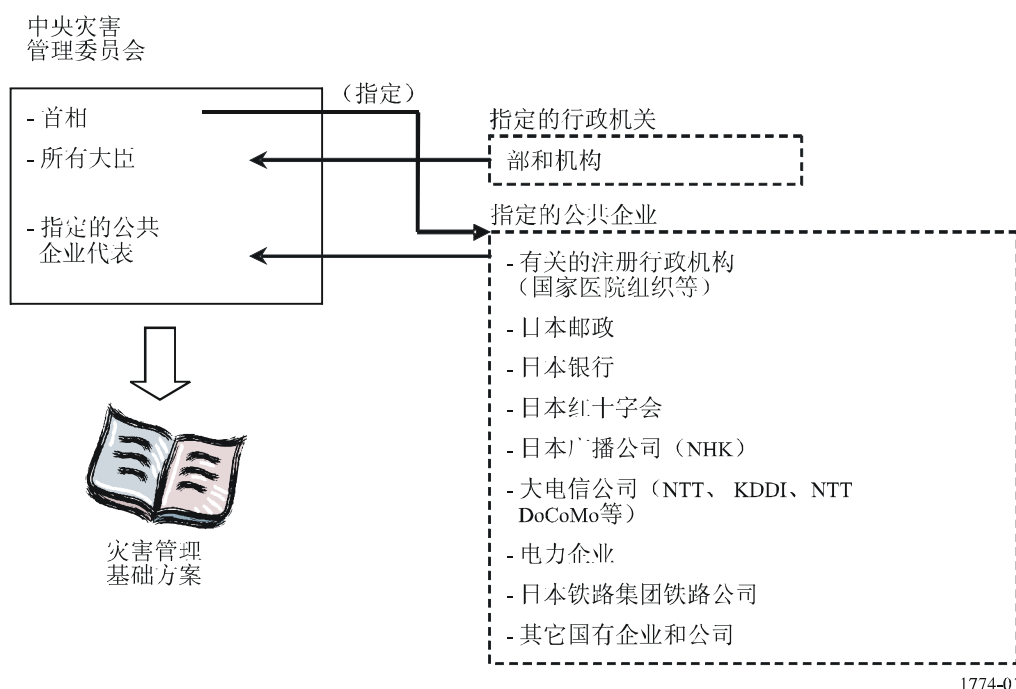 中央灾害
管理委员会
- 首相
- 所有大臣
- 指定的公共
企业代表
（指定）
指定的行政机关
部和机构
指定的公共企业
- 有关的注册行政机构
（国家医院组织等）
- 日本邮政
- 日本银行
- 日本红十字会
- 日本广播公司（NHK）
- 大电信公司（NTT、 KDDI、NTT
DoCoMo等）
- 电力企业
- 日本铁路集团铁路公司
- 其它国有企业和公司
灾害管理
基础方案
1774-01